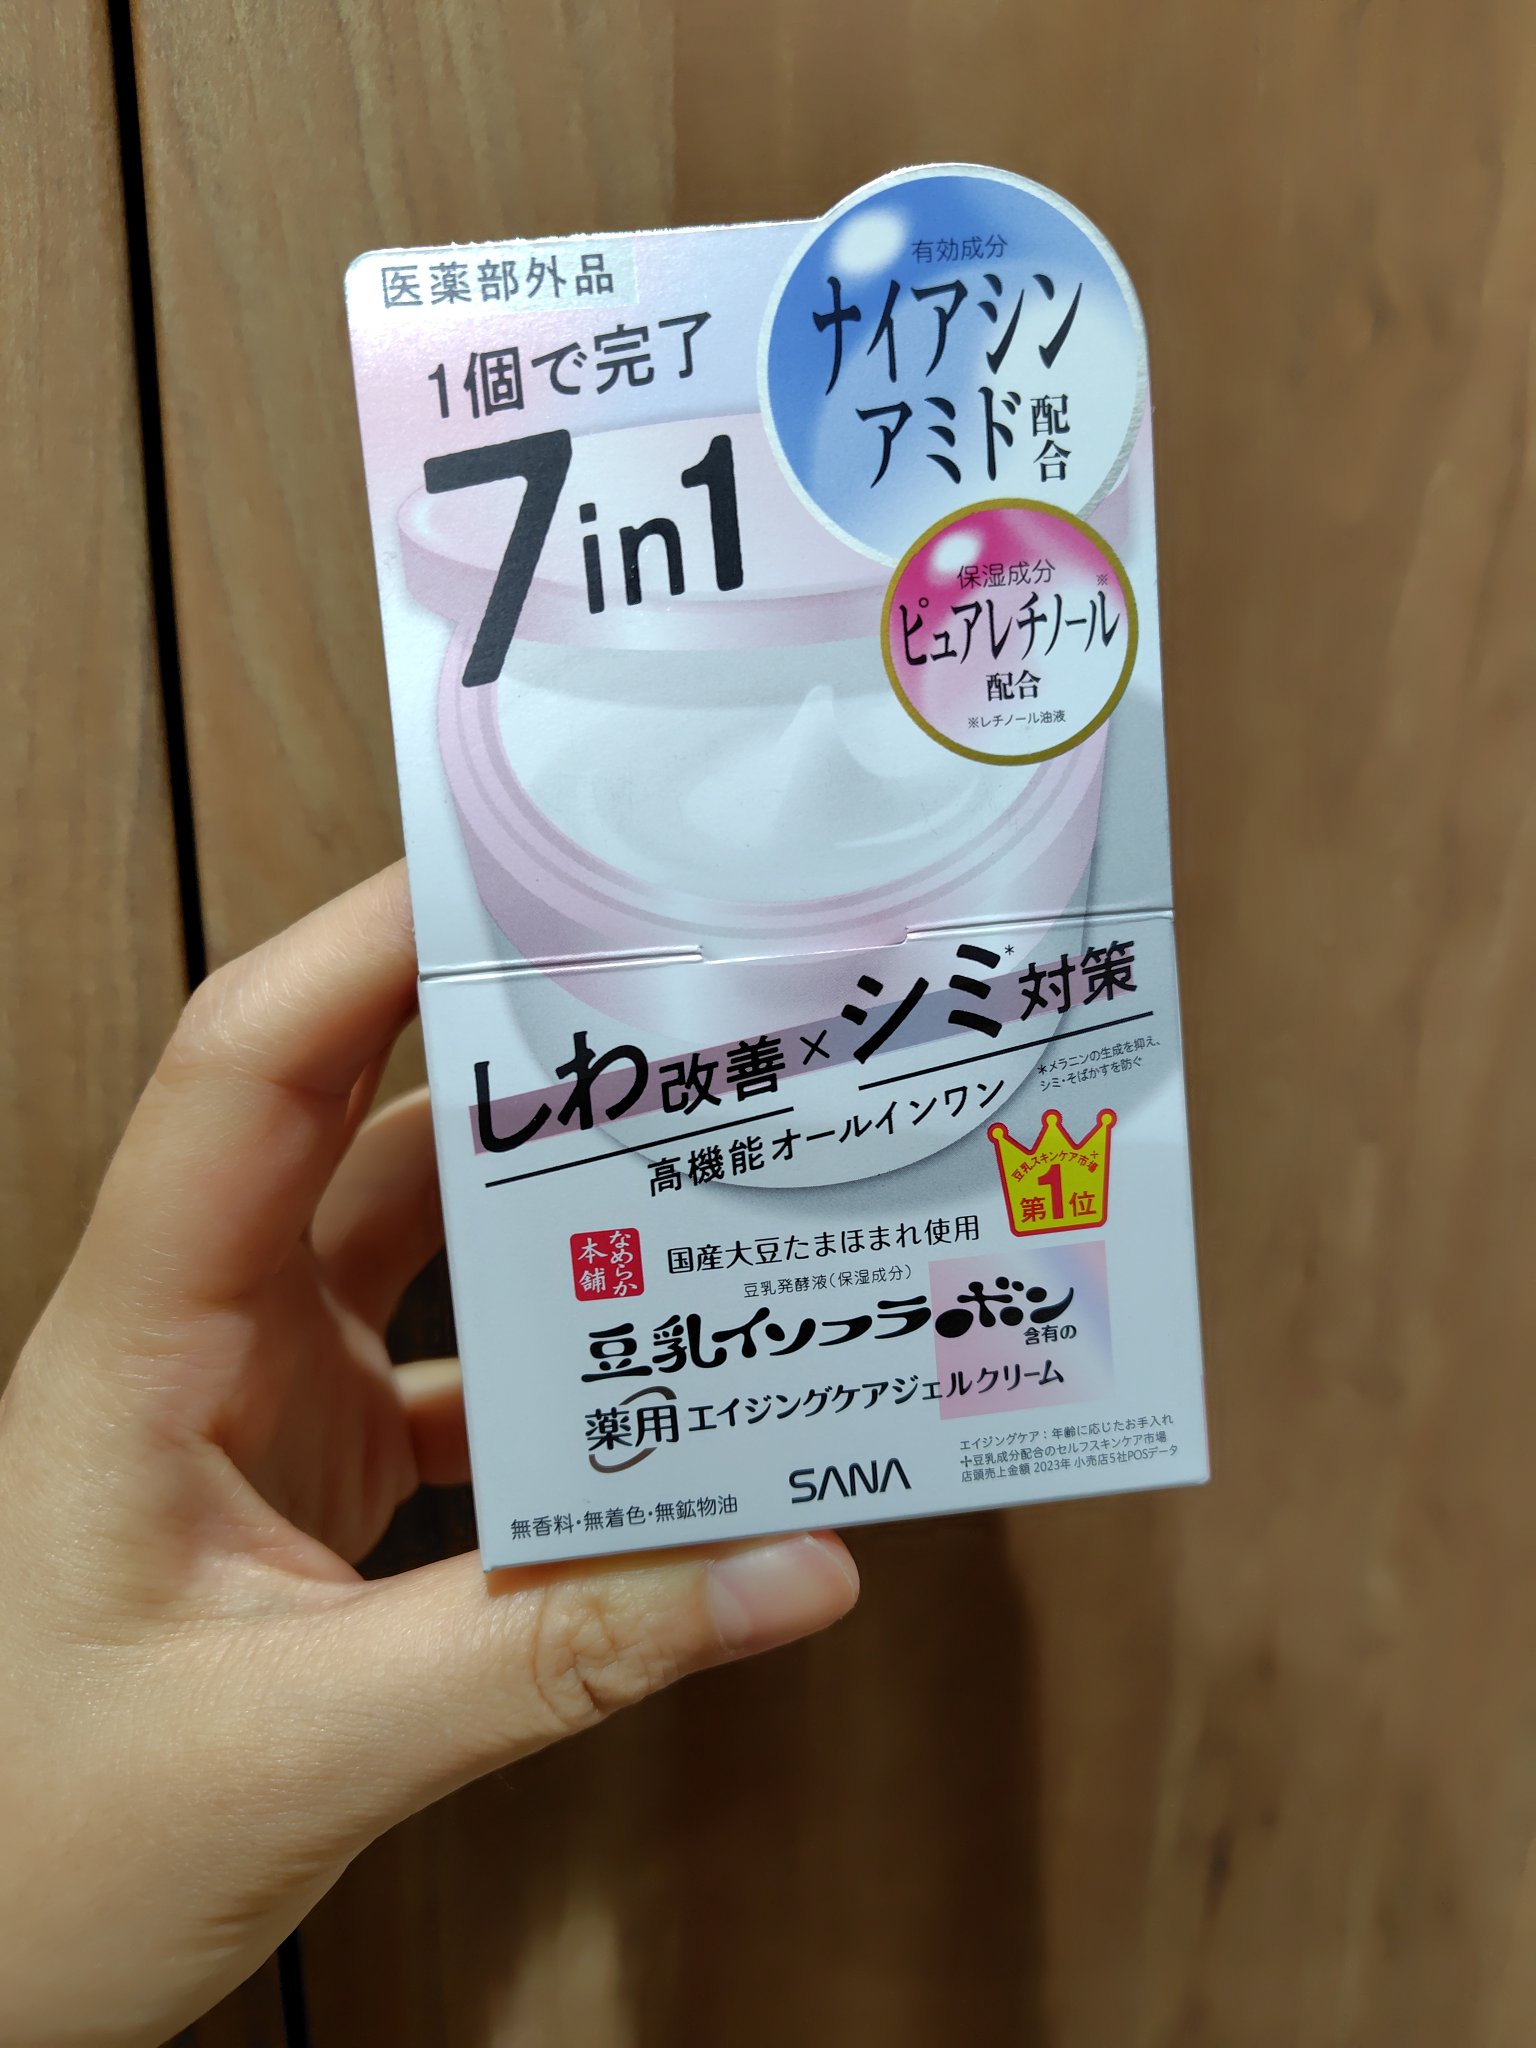 医薬部外品
1個で完了
7in1
有効成分
ナイアシン
アミド配合
保湿成分
ピュアレチノール※
配合
※レチノール油液
しわ改善×シミ*対策
*メラニンの生成を抑え、
シミ・そばかすを防ぐ
高機能オールインワン
豆乳スキンケア市場+
第1位
なめらか
本舗
国産大豆たまほまれ使用
豆乳発酵液(保湿成分)
豆乳イソフラボン
含有の
薬用エイジングケアジェルクリーム
エイジングケア:年齢に応じたお手入れ
+豆乳成分配合のセルフスキンケア市場
店頭売上金額 2023年 小売店5社POSデータ
SANA
無香料・無着色・無鉱物油